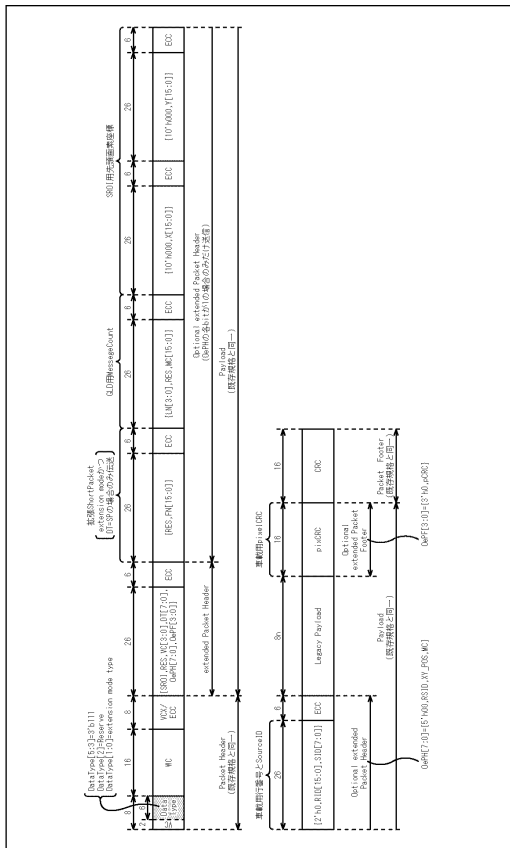 DataType[5:3]=3'b111
DataType[2]=Reserve
DataType[1:0]=extension mode type
拡張ShortPacket
extension modeかつ
DT=SPの場合のみ伝送
GLD用MessegeCount
SROI用先頭画素座標
8
2
6
16
8
26
6
26
6
26
6
26
6
26
6
Data
Type
WC
VCX/
ECC
[SROI,RES,VC[3:0],DT[7:0],
OePH[7:0],OePF[3:0]]
ECC
[RES,FN[15:0]]
ECC
[LN[3:0],RES,MC[15:0]]
ECC
[10'h000,X[15:0]]
ECC
[10'h000,Y[15:0]]
ECC
Packet Header
(既存規格と同一)
extended Packet Header
Optional extended Packet Header
(OePHの各bitが1の場合のみだけ送信)
Payload
(既存規格と同一)
車載用行番号とSourceID
車載用pixelCRC
26
6
8n
16
16
[2'h0,RID[15:0],SID[7:0]]
ECC
Legacy Payload
pixCRC
CRC
Optional extended
Packet Header
Optional
extended Packet
Footer
Packet Footer
(既存規格と同一)
Payload
(既存規格と同一)
OePH[7:0]=[5'h00,RSID,XY_POS,MC]
OePF[3:0]=[3'h0,pCRC]